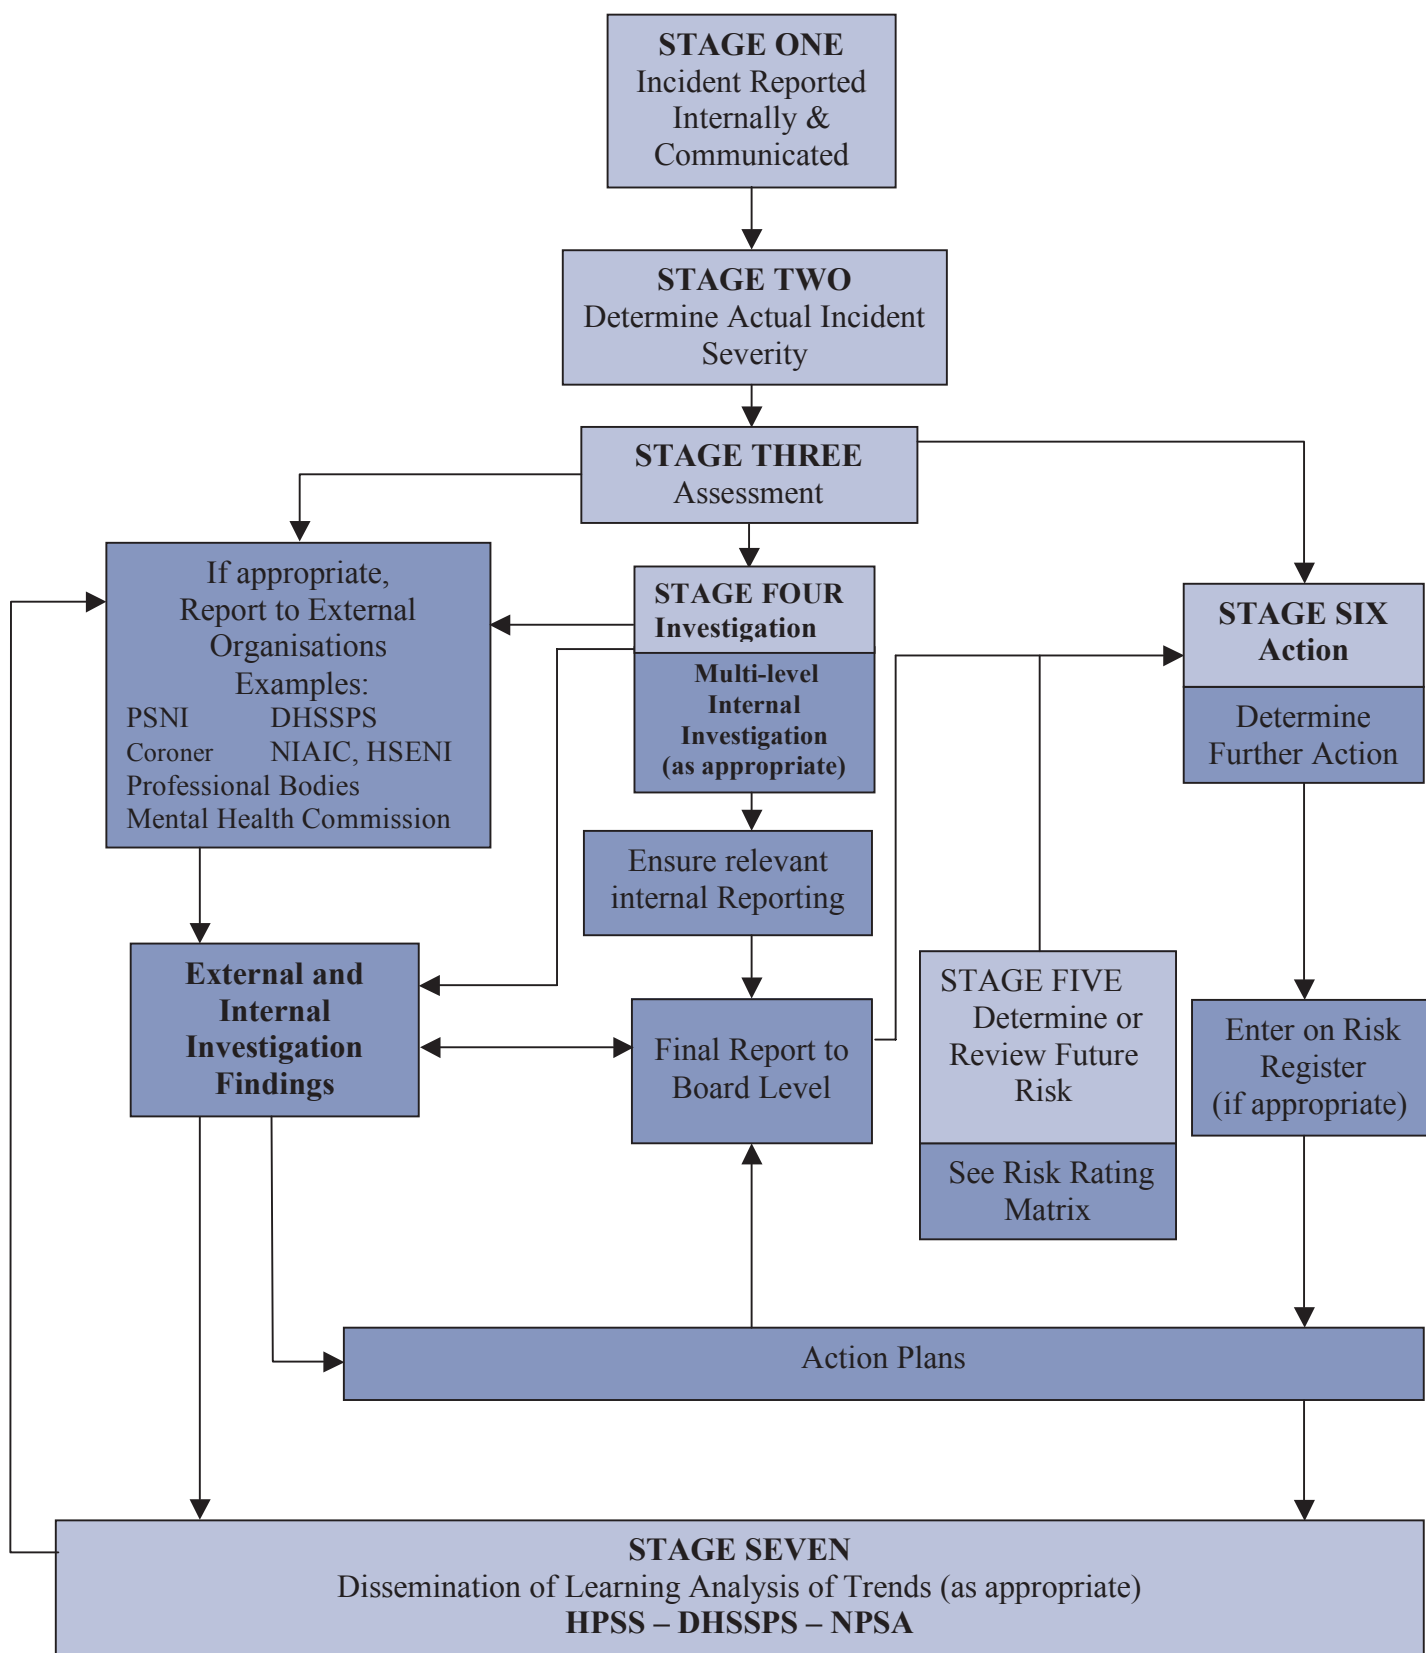 STAGE ONE
Incident Reported
Internally &
Communicated
STAGE TWO
Determine Actual Incident
Severity
STAGE THREE
Assessment
If appropriate,
Report to External
Organisations
Examples:
PSNI DHSSPS
Coroner NIAIC, HSENI
Professional Bodies
Mental Health Commission
STAGE FOUR
Investigation
Multi-level
Internal
Investigation
(as appropriate)
STAGE SIX
Action
Determine
Further Action
Ensure relevant
internal Reporting
External and
Internal
Investigation
Findings
Final Report to
Board Level
STAGE FIVE
Determine or
Review Future
Risk
See Risk Rating
Matrix
Enter on Risk
Register
(if appropriate)
Action Plans
STAGE SEVEN
Dissemination of Learning Analysis of Trends (as appropriate)
HPSS – DHSSPS – NPSA